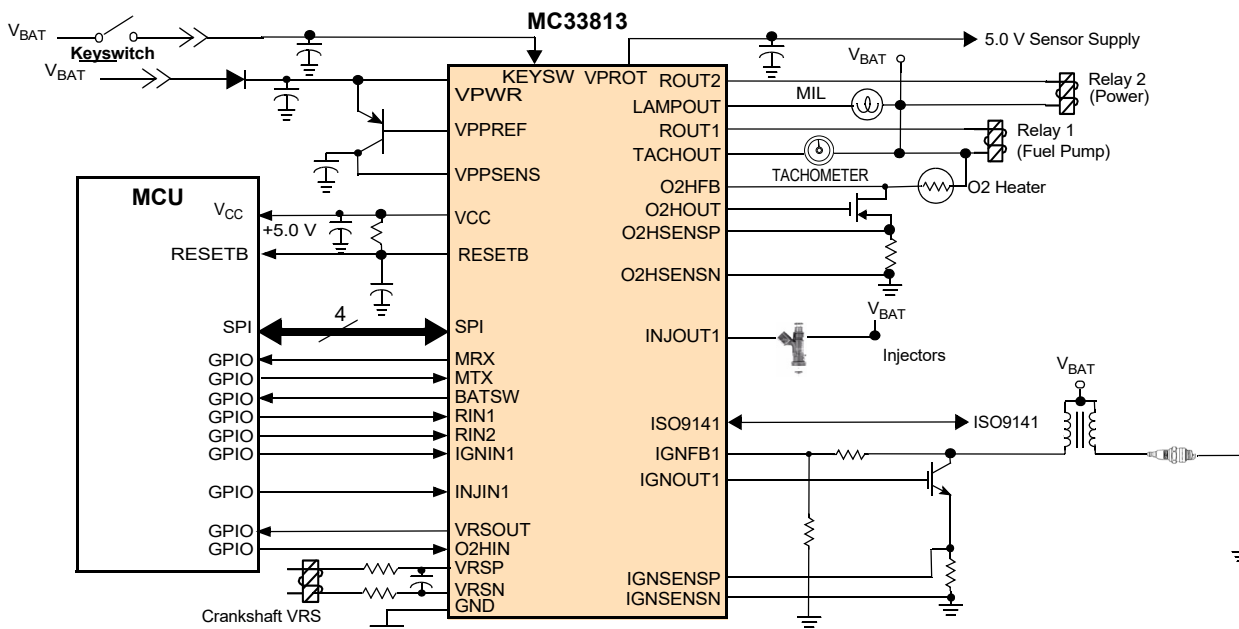 MC33813
VBAT
Keyswitch
VBAT
5.0 V Sensor Supply
VBAT
KEYSW VPROT
VPWR
VPPREF
VPPSENS
VCC
RESETB
SPI
MRX
MTX
BATSW
RIN1
RIN2
IGNIN1
INJIN1
VRSOUT
O2HIN
VRSP
VRSN
GND
ROUT2
LAMPOUT
ROUT1
TACHOUT
O2HFB
O2HOUT
O2HSENSP
O2HSENSN
INJOUT1
ISO9141
IGNFB1
IGNOUT1
IGNSENSP
IGNSENSN
MCU
VCC
+5.0 V
RESETB
SPI
4
GPIO
GPIO
GPIO
GPIO
GPIO
GPIO
GPIO
GPIO
GPIO
Crankshaft VRS
MIL
Relay 2
(Power)
Relay 1
(Fuel Pump)
TACHOMETER
O2 Heater
VBAT
Injectors
ISO9141
VBAT